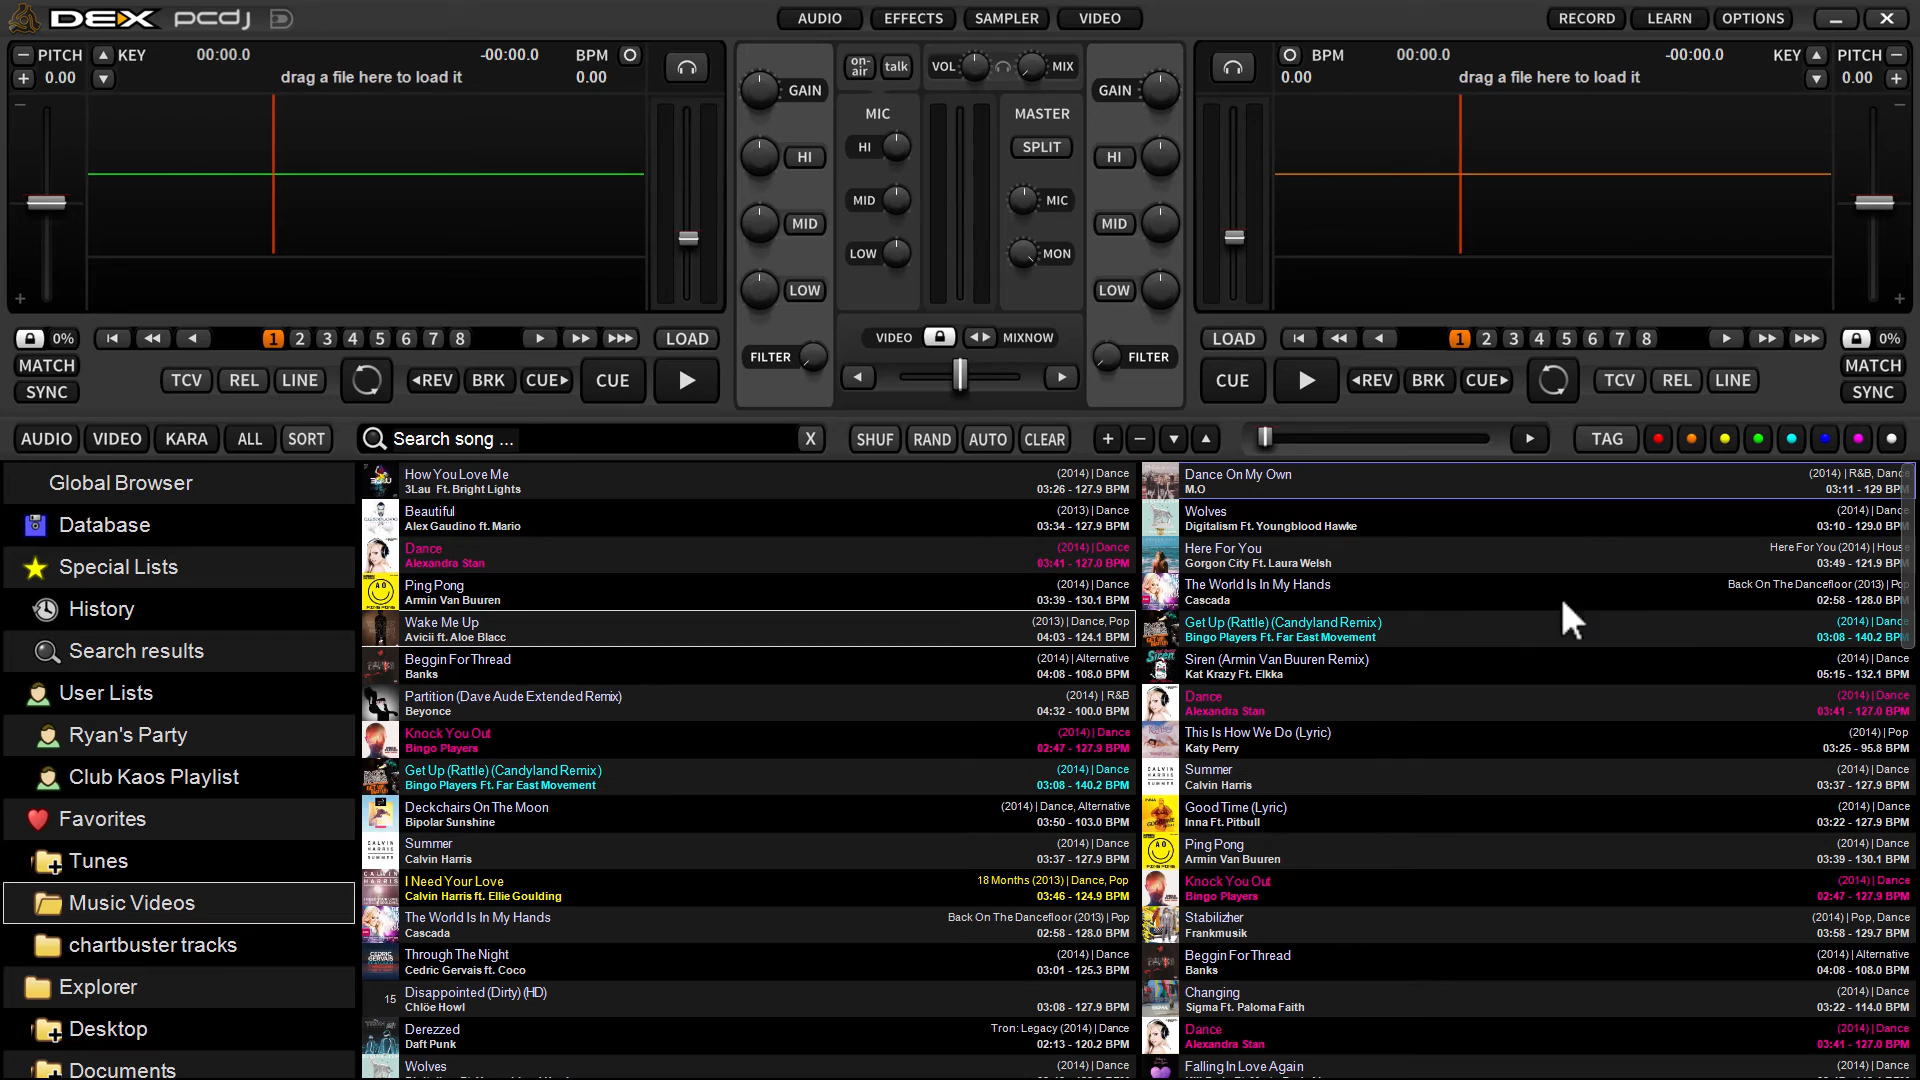 DEX pcdj
AUDIO EFFECTS SAMPLER VIDEO
RECORD LEARN OPTIONS
PITCH KEY 00:00.0 -00:00.0 BPM
0.00 drag a file here to load it 0.00
GAIN
HI
MID
LOW
FILTER
on-air talk VOL MIX
MIC MASTER
HI SPLIT
MID MIC
LOW MON
VIDEO MIXNOW
GAIN
HI
MID
LOW
FILTER
BPM 00:00.0 -00:00.0 KEY PITCH
0.00 drag a file here to load it 0.00
0% 1 2 3 4 5 6 7 8 LOAD
MATCH
SYNC TCV REL LINE REV BRK CUE CUE
LOAD 1 2 3 4 5 6 7 8 0%
MATCH
CUE REV BRK CUE TCV REL LINE SYNC
AUDIO VIDEO KARA ALL SORT Search song ... X SHUF RAND AUTO CLEAR + − TAG
Global Browser
Database
Special Lists
History
Search results
User Lists
Ryan's Party
Club Kaos Playlist
Favorites
Tunes
Music Videos
chartbuster tracks
Explorer
Desktop
Documents
How You Love Me (2014) | Dance
3Lau Ft. Bright Lights 03:26 - 127.9 BPM
Beautiful (2013) | Dance
Alex Gaudino ft. Mario 03:34 - 127.9 BPM
Dance (2014) | Dance
Alexandra Stan 03:41 - 127.0 BPM
Ping Pong (2014) | Dance
Armin Van Buuren 03:39 - 130.1 BPM
Wake Me Up (2013) | Dance, Pop
Avicii ft. Aloe Blacc 04:03 - 124.1 BPM
Beggin For Thread (2014) | Alternative
Banks 04:08 - 108.0 BPM
Partition (Dave Aude Extended Remix) (2014) | R&B
Beyonce 04:32 - 100.0 BPM
Knock You Out (2014) | Dance
Bingo Players 02:47 - 127.9 BPM
Get Up (Rattle) (Candyland Remix) (2014) | Dance
Bingo Players Ft. Far East Movement 03:08 - 140.2 BPM
Deckchairs On The Moon (2014) | Dance, Alternative
Bipolar Sunshine 03:50 - 103.0 BPM
Summer (2014) | Dance
Calvin Harris 03:37 - 127.9 BPM
I Need Your Love 18 Months (2013) | Dance, Pop
Calvin Harris ft. Ellie Goulding 03:46 - 124.9 BPM
The World Is In My Hands Back On The Dancefloor (2013) | Pop
Cascada 02:58 - 128.0 BPM
Through The Night (2014) | Dance
Cedric Gervais ft. Coco 03:01 - 125.3 BPM
15 Disappointed (Dirty) (HD)
Chlöe Howl 03:08 - 127.9 BPM
Derezzed Tron: Legacy (2014) | Dance
Daft Punk 02:13 - 120.2 BPM
Wolves (2014) | Dance
Dance On My Own (2014) | R&B, Dance
M.O 03:11 - 129 BPM
Wolves (2014) | Dance
Digitalism Ft. Youngblood Hawke 03:10 - 129.0 BPM
Here For You Here For You (2014) | House
Gorgon City Ft. Laura Welsh 03:49 - 121.9 BPM
The World Is In My Hands Back On The Dancefloor (2013) | Pop
Cascada 02:58 - 128.0 BPM
Get Up (Rattle) (Candyland Remix) (2014) | Dance
Bingo Players Ft. Far East Movement 03:08 - 140.2 BPM
Siren (Armin Van Buuren Remix) (2014) | Dance
Kat Krazy Ft. Elkka 05:15 - 132.1 BPM
Dance (2014) | Dance
Alexandra Stan 03:41 - 127.0 BPM
This Is How We Do (Lyric) (2014) | Pop
Katy Perry 03:25 - 95.8 BPM
Summer (2014) | Dance
Calvin Harris 03:37 - 127.9 BPM
Good Time (Lyric) (2014) | Dance
Inna Ft. Pitbull 03:22 - 127.9 BPM
Ping Pong (2014) | Dance
Armin Van Buuren 03:39 - 130.1 BPM
Knock You Out (2014) | Dance
Bingo Players 02:47 - 127.9 BPM
Stabilizher (2014) | Pop, Dance
Frankmusik 03:58 - 129.7 BPM
Beggin For Thread (2014) | Alternative
Banks 04:08 - 108.0 BPM
Changing (2014) | Dance
Sigma Ft. Paloma Faith 03:22 - 114.0 BPM
Dance (2014) | Dance
Alexandra Stan 03:41 - 127.0 BPM
Falling In Love Again (2014) | Dance